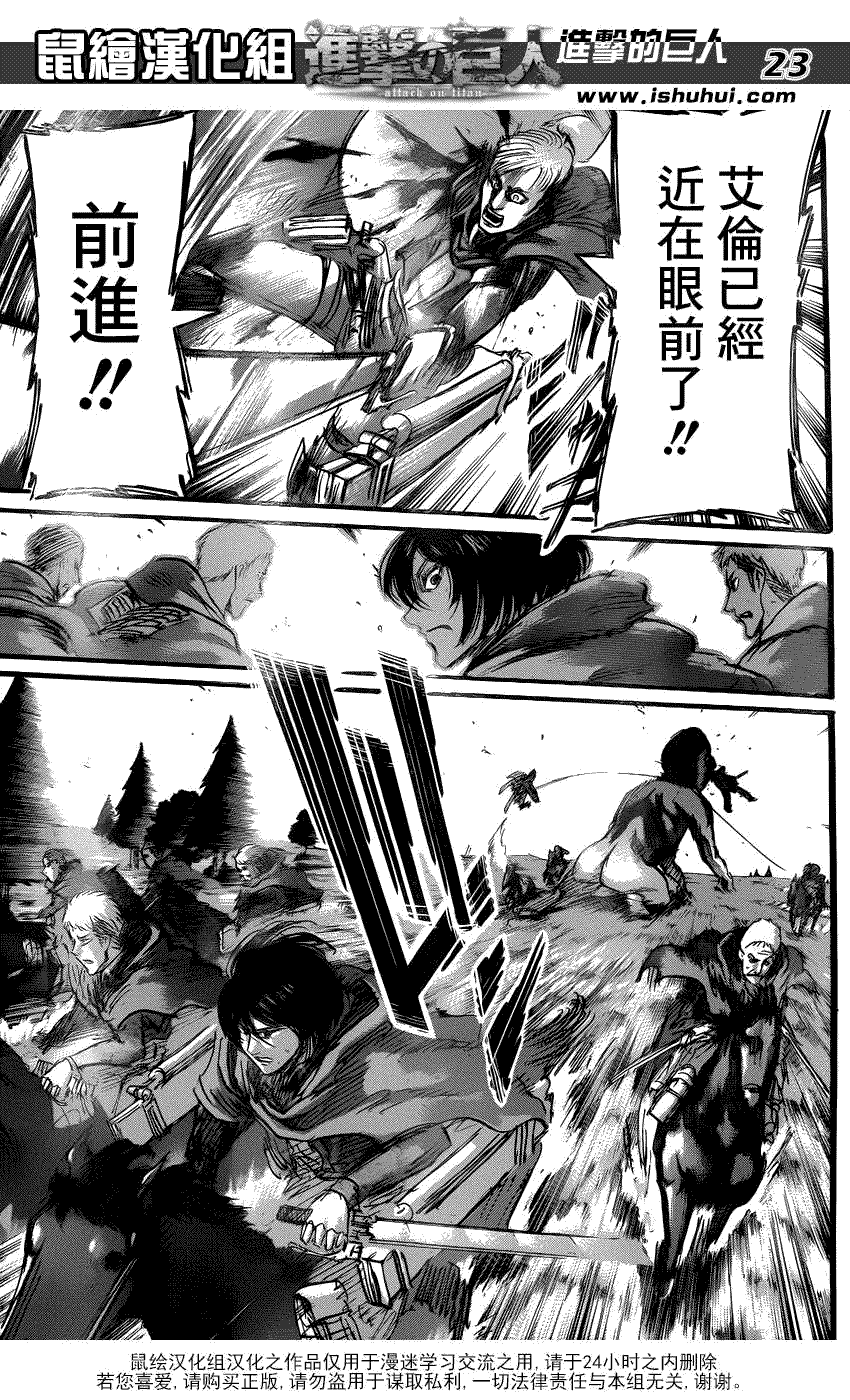 鼠繪漢化組
進撃の巨人
attack on titan
進擊的巨人
23
www.ishuhui.com
艾倫已經
近在眼前了!!
前進!!
鼠绘汉化组汉化之作品仅用于漫迷学习交流之用,请于24小时之内删除
若您喜爱,请购买正版,请勿盗用于谋取私利,一切法律责任与本组无关,谢谢。